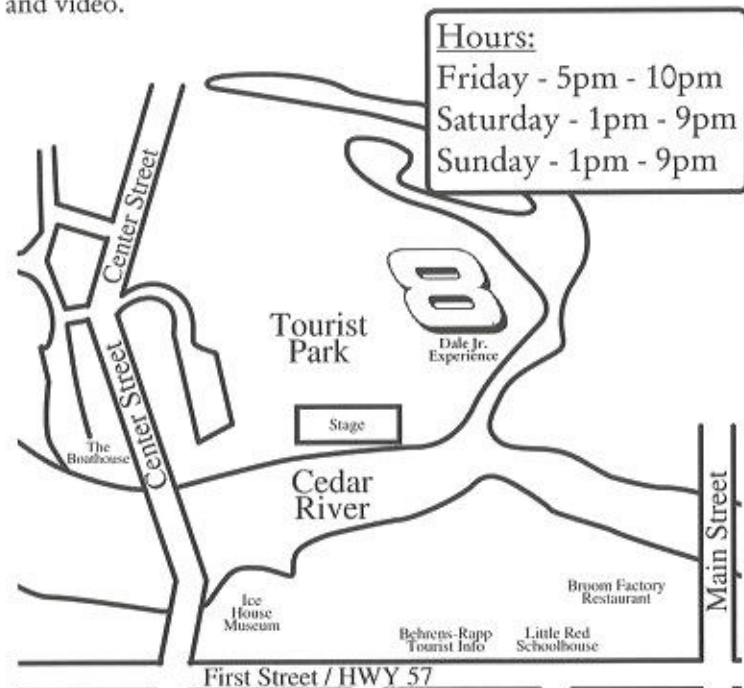 and video.
Hours:
Friday - 5pm - 10pm
Saturday - 1pm - 9pm
Sunday - 1pm - 9pm
Center Street
8
Tourist
Park
Dale Jr.
Experience
Center Street
Stage
The
Boathouse
Cedar
River
Main Street
Ice
House
Museum
Broom Factory
Restaurant
Behrens-Rapp
Tourist Info
Little Red
Schoolhouse
First Street / HWY 57